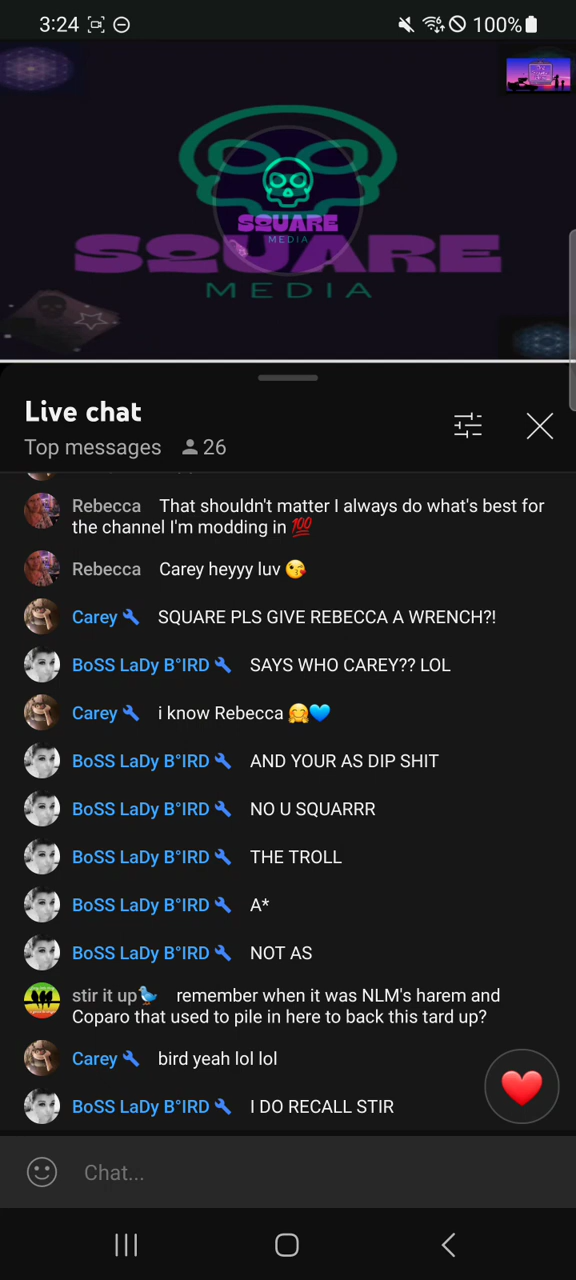 3:24 100%
SQUARE
MEDIA
SQUARE
MEDIA
Live chat
Top messages 26
Rebecca That shouldn't matter I always do what's best for
the channel I'm modding in 💯
Rebecca Carey heyyy luv 😘
Carey SQUARE PLS GIVE REBECCA A WRENCH?!
BoSS LaDy B°IRD SAYS WHO CAREY?? LOL
Carey i know Rebecca 🤗💙
BoSS LaDy B°IRD AND YOUR AS DIP SHIT
BoSS LaDy B°IRD NO U SQUARRR
BoSS LaDy B°IRD THE TROLL
BoSS LaDy B°IRD A*
BoSS LaDy B°IRD NOT AS
stir it up🐦 remember when it was NLM's harem and
Coparo that used to pile in here to back this tard up?
Carey bird yeah lol lol
BoSS LaDy B°IRD I DO RECALL STIR
Chat...